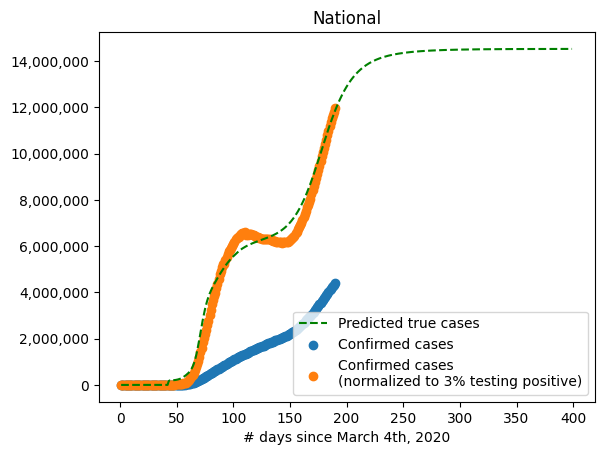 National
14,000,000
12,000,000
10,000,000
8,000,000
6,000,000
4,000,000
2,000,000
0
Predicted true cases
Confirmed cases
Confirmed cases
(normalized to 3% testing positive)
0 50 100 150 200 250 300 350 400
# days since March 4th, 2020